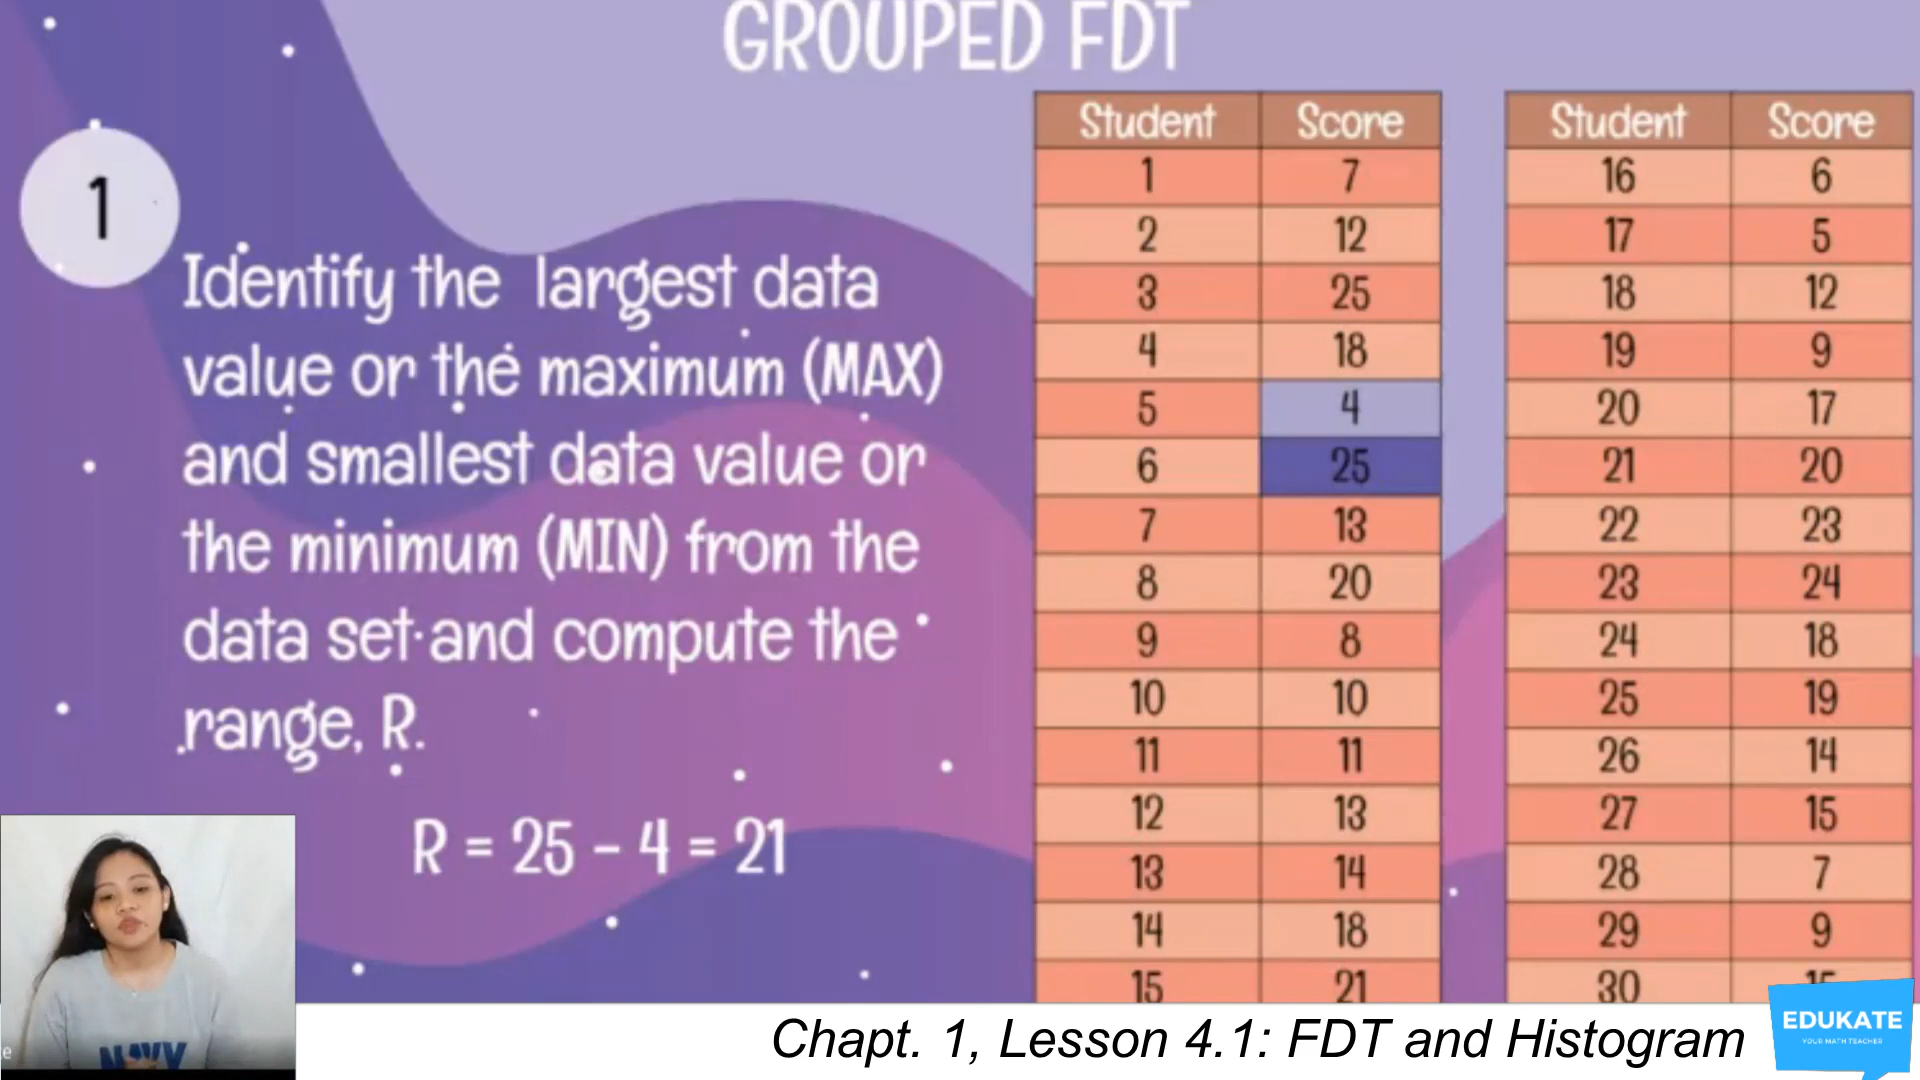 GROUPED FDT
1
Identify the largest data
value or the maximum (MAX)
and smallest data value or
the minimum (MIN) from the
data set and compute the
range, R.
R = 25 - 4 = 21
Student Score
1 7
2 12
3 25
4 18
5 4
6 25
7 13
8 20
9 8
10 10
11 11
12 13
13 14
14 18
15 21
Student Score
16 6
17 5
18 12
19 9
20 17
21 20
22 23
23 24
24 18
25 19
26 14
27 15
28 7
29 9
30
NAVY
Chapt. 1, Lesson 4.1: FDT and Histogram
EDUKATE
YOUR MATH TEACHER